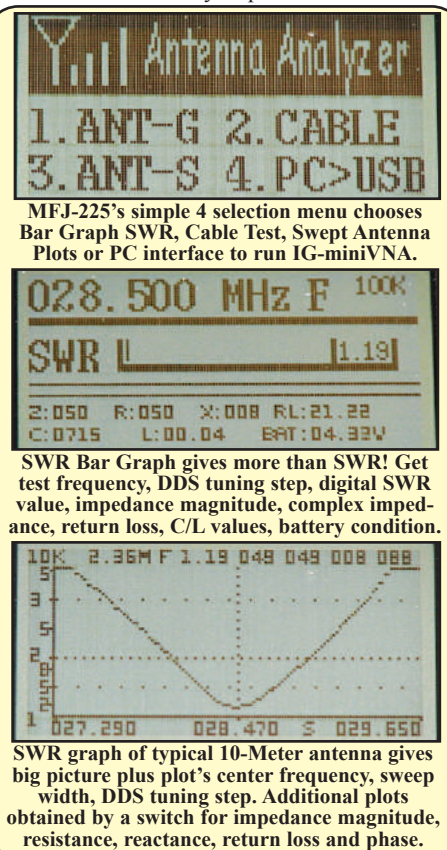 Antenna Analyzer
1.ANT-G 2.CABLE
3.ANT-S 4.PC>USB
MFJ-225's simple 4 selection menu chooses
Bar Graph SWR, Cable Test, Swept Antenna
Plots or PC interface to run IG-miniVNA.
028.500 MHz F 100K
SWR 1.19
Z:050 R:050 X:008 RL:21.22
C:0715 L:00.04 BAT:04.33V
SWR Bar Graph gives more than SWR! Get
test frequency, DDS tuning step, digital SWR
value, impedance magnitude, complex imped-
ance, return loss, C/L values, battery condition.
10K 2.36M F 1.19 049 049 008 088
5
3
2
1
027.290 028.470 S 029.650
SWR graph of typical 10-Meter antenna gives
big picture plus plot's center frequency, sweep
width, DDS tuning step. Additional plots
obtained by a switch for impedance magnitude,
resistance, reactance, return loss and phase.